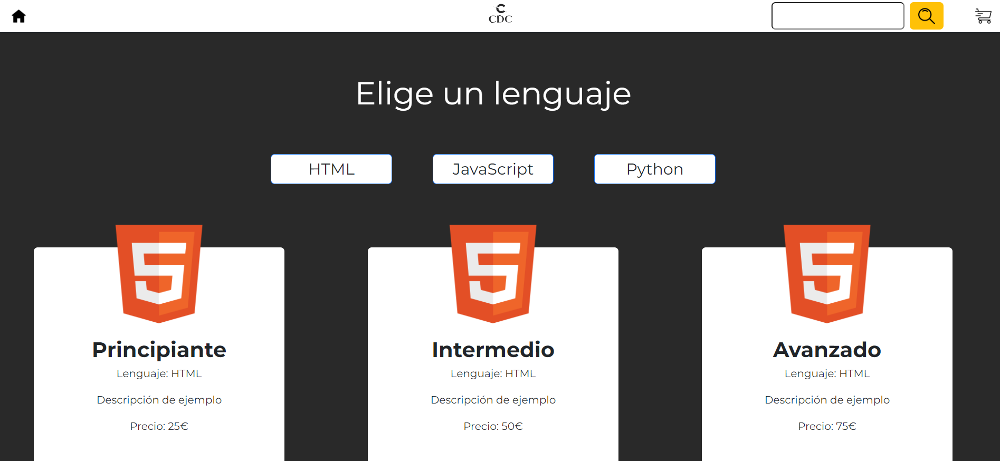 CDC
Elige un lenguaje
HTML
JavaScript
Python
Principiante
Lenguaje: HTML
Descripción de ejemplo
Precio: 25€
Intermedio
Lenguaje: HTML
Descripción de ejemplo
Precio: 50€
Avanzado
Lenguaje: HTML
Descripción de ejemplo
Precio: 75€